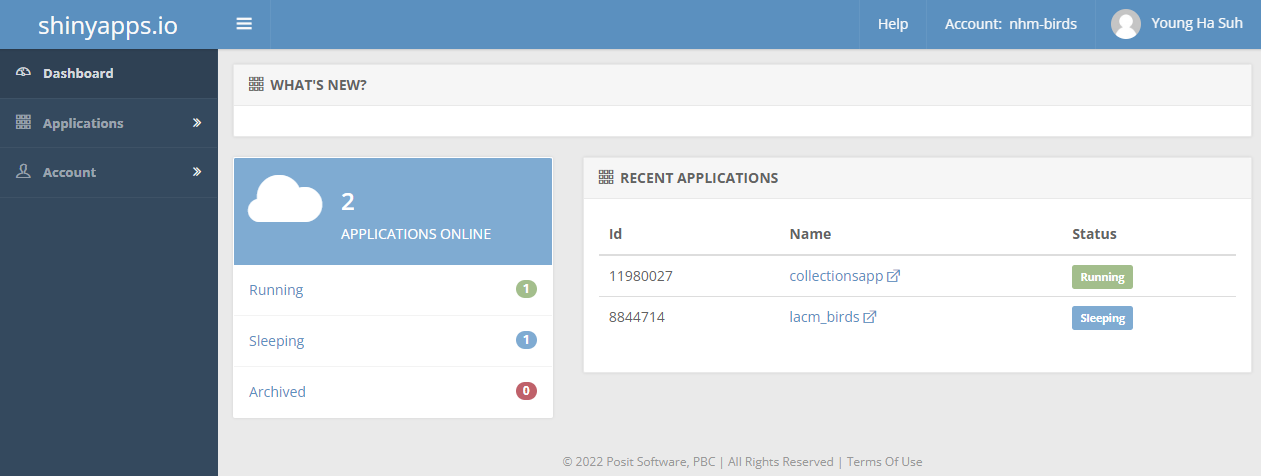 shinyapps.io
Help
Account: nhm-birds
Young Ha Suh
Dashboard
Applications
Account
WHAT'S NEW?
2
APPLICATIONS ONLINE
Running 1
Sleeping 1
Archived 0
RECENT APPLICATIONS
Id Name Status
11980027 collectionsapp Running
8844714 lacm_birds Sleeping
© 2022 Posit Software, PBC | All Rights Reserved | Terms Of Use